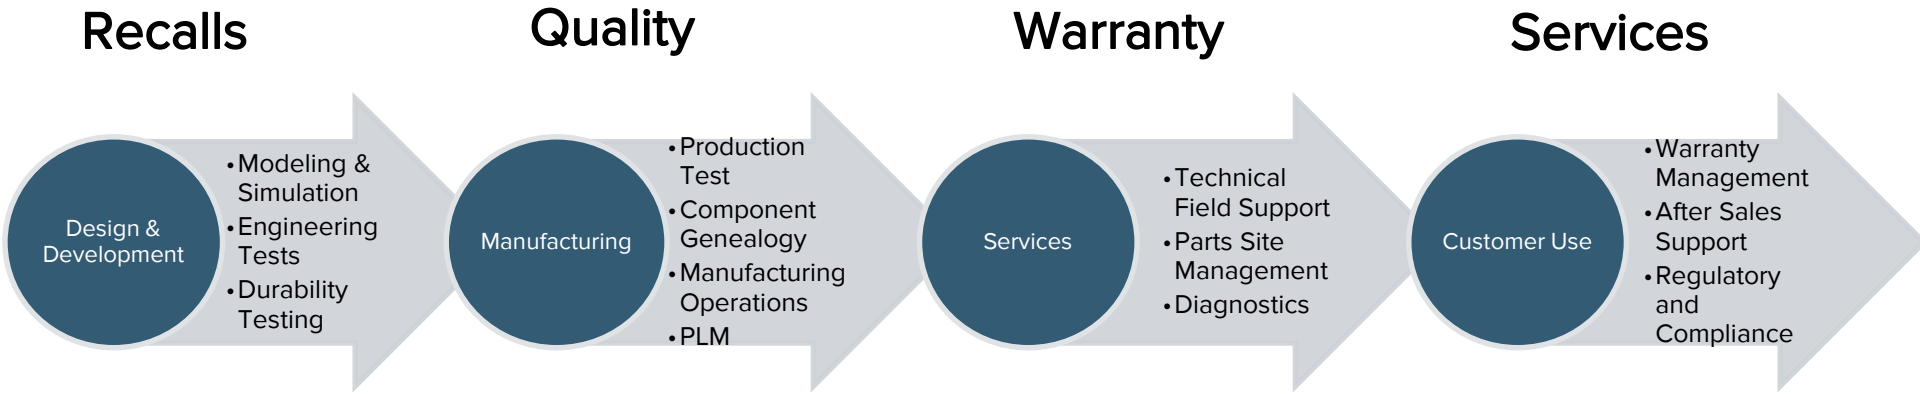 Recalls
Quality
Warranty
Services
Design &
Development
•Modeling &
Simulation
•Engineering
Tests
•Durability
Testing
Manufacturing
•Production
Test
•Component
Genealogy
•Manufacturing
Operations
•PLM
Services
•Technical
Field Support
•Parts Site
Management
•Diagnostics
Customer Use
•Warranty
Management
•After Sales
Support
•Regulatory
and
Compliance